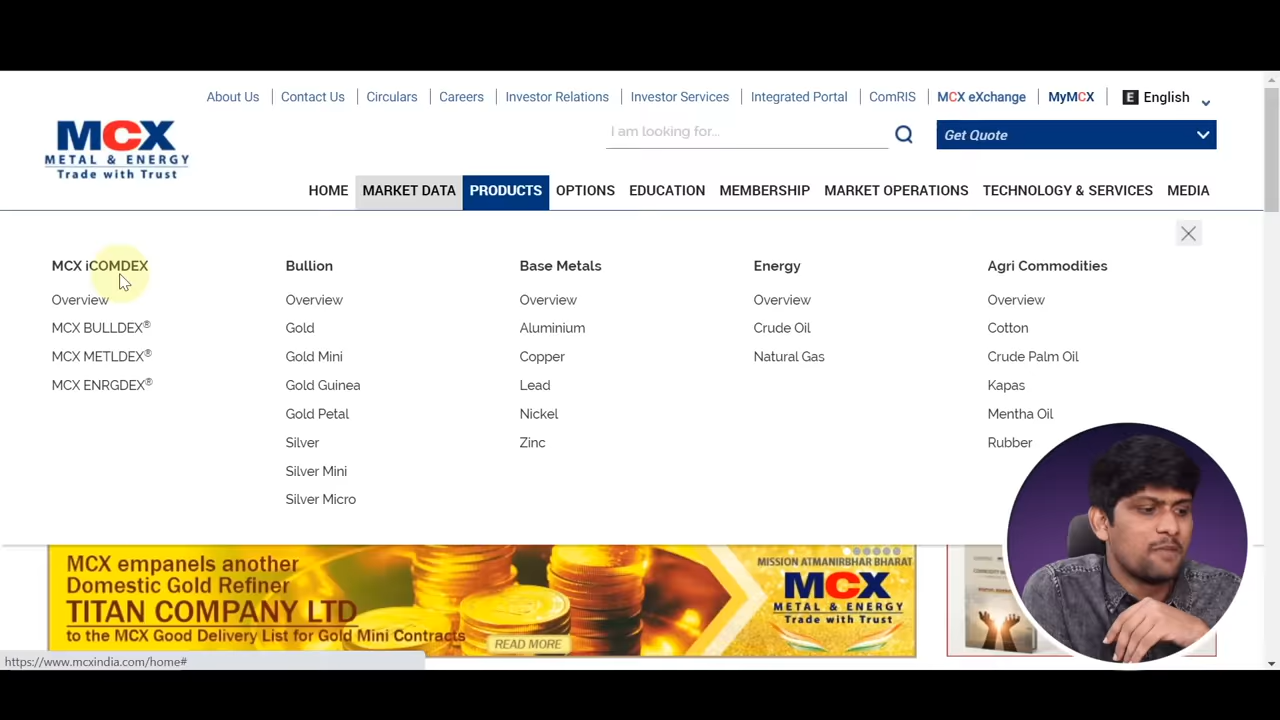 About Us
Contact Us
Circulars
Careers
Investor Relations
Investor Services
Integrated Portal
ComRIS
MCX eXchange
MyMCX
E English
MCX
METAL & ENERGY
Trade with Trust
I am looking for...
Get Quote
HOME
MARKET DATA
PRODUCTS
OPTIONS
EDUCATION
MEMBERSHIP
MARKET OPERATIONS
TECHNOLOGY & SERVICES
MEDIA
MCX iCOMDEX
Overview
MCX BULLDEX®
MCX METLDEX®
MCX ENRGDEX®
Bullion
Overview
Gold
Gold Mini
Gold Guinea
Gold Petal
Silver
Silver Mini
Silver Micro
Base Metals
Overview
Aluminium
Copper
Lead
Nickel
Zinc
Energy
Overview
Crude Oil
Natural Gas
Agri Commodities
Overview
Cotton
Crude Palm Oil
Kapas
Mentha Oil
Rubber
MCX empanels another
Domestic Gold Refiner
TITAN COMPANY LTD
to the MCX Good Delivery List for Gold Mini Contracts
READ MORE
MISSION ATMANIRBHAR BHARAT
MCX
METAL & ENERGY
Trade with Trust
https://www.mcxindia.com/home#